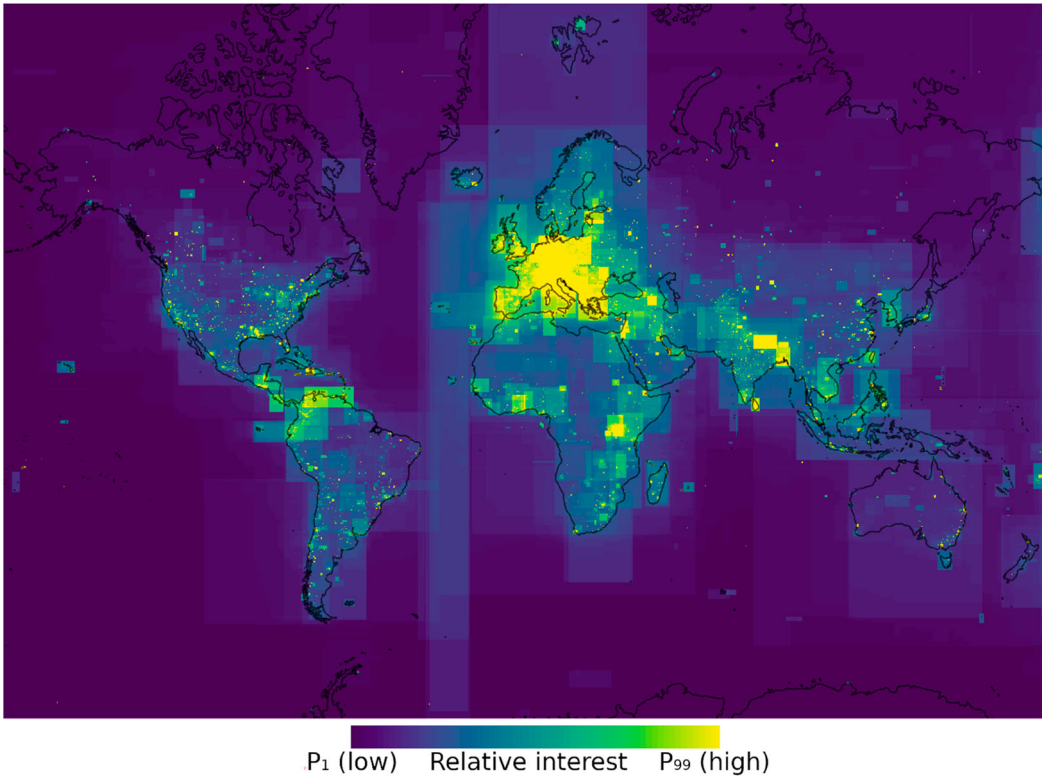 P₁ (low) Relative interest P₉₉ (high)